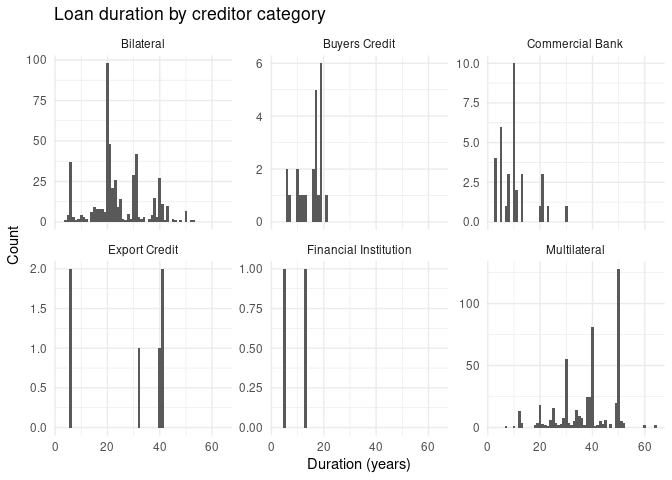 Loan duration by creditor category
Bilateral Buyers Credit Commercial Bank
100 6 10.0
75 7.5
4
50 5.0
2
25 2.5
0 0 0.0
Count
Export Credit Financial Institution Multilateral
2.0 1.00
1.5 0.75 100
1.0 0.50
50
0.5 0.25
0.0 0.00 0
0 20 40 60 0 20 40 60 0 20 40 60
Duration (years)